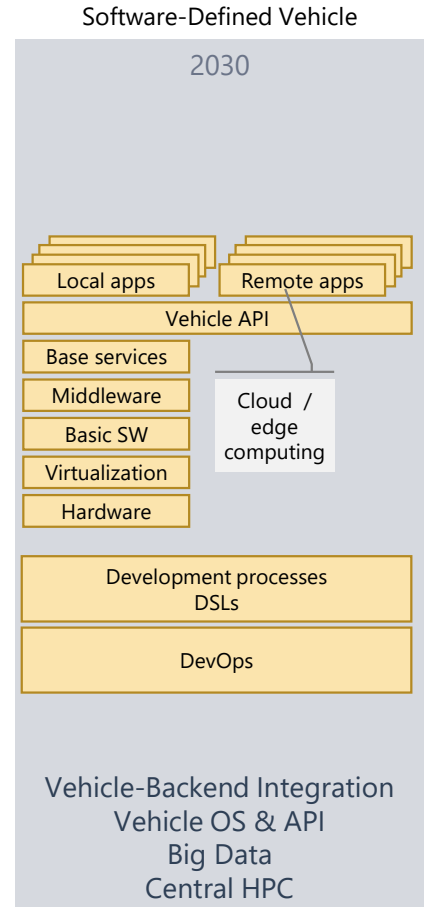 Software-Defined Vehicle
2030
Local apps
Remote apps
Vehicle API
Base services
Middleware
Basic SW
Virtualization
Hardware
Cloud /
edge
computing
Development processes
DSLs
DevOps
Vehicle-Backend Integration
Vehicle OS & API
Big Data
Central HPC